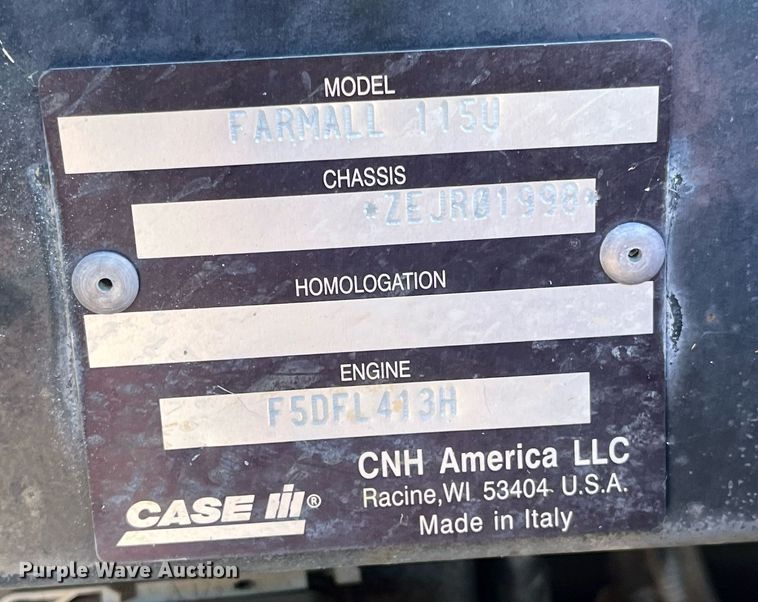 MODEL
FARMALL 115U
CHASSIS
*ZEJR01998*
HOMOLOGATION
ENGINE
F5DFL413H
CNH America LLC
Racine, WI 53404 U.S.A.
Made in Italy
CASE IH®
Purple Wave Auction